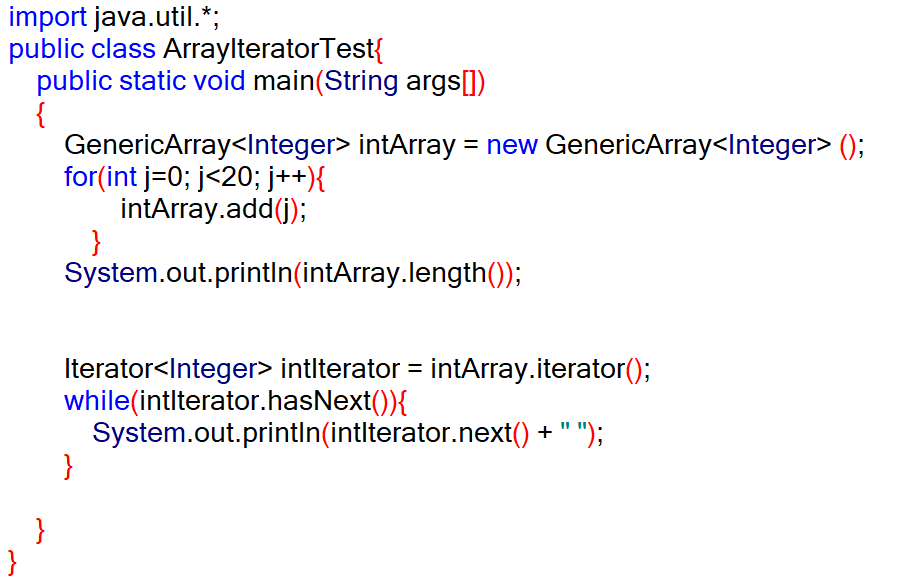 import java.util.*;
public class ArrayIteratorTest{
    public static void main(String args[])
    {
        GenericArray<Integer> intArray = new GenericArray<Integer> ();
        for(int j=0; j<20; j++){
                intArray.add(j);
            }
        System.out.println(intArray.length());
        Iterator<Integer> intIterator = intArray.iterator();
        while(intIterator.hasNext()){
            System.out.println(intIterator.next() + " ");
        }
    }
}